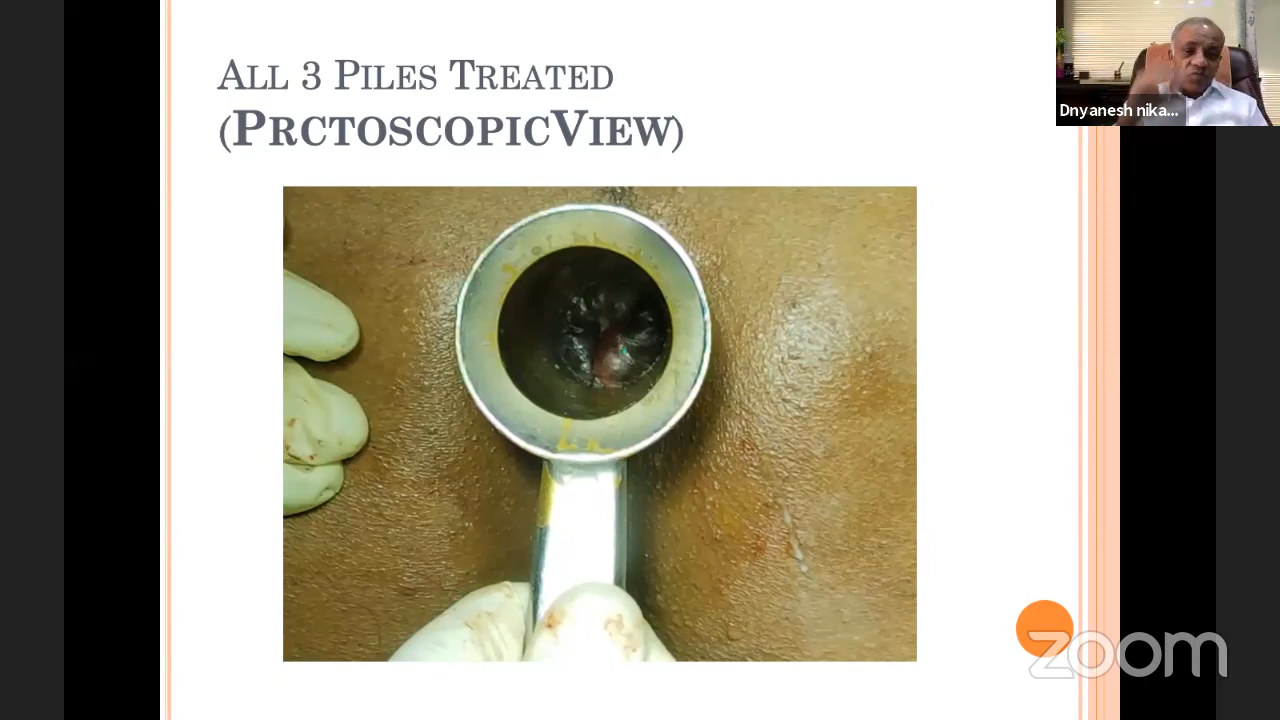 All 3 Piles Treated
(PrctoscopicView)
Dnyanesh nika...
zoom